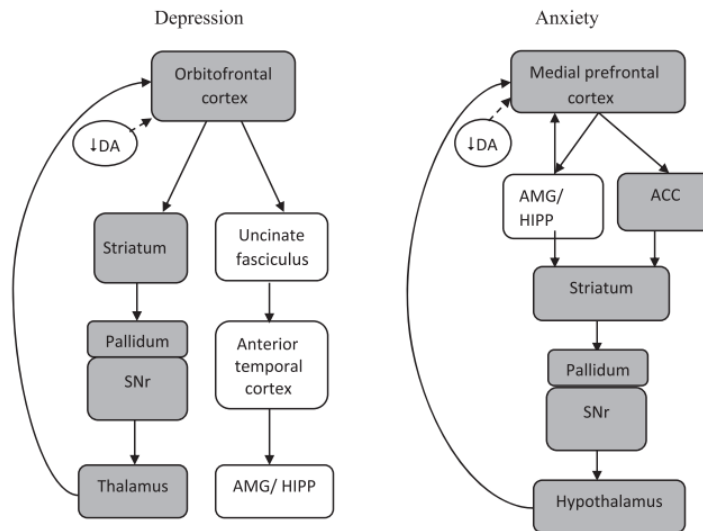 Depression
Orbitofrontal
cortex
↓DA
Striatum
Uncinate
fasciculus
Pallidum
SNr
Anterior
temporal
cortex
Thalamus
AMG/ HIPP
Anxiety
Medial prefrontal
cortex
↓DA
AMG/
HIPP
ACC
Striatum
Pallidum
SNr
Hypothalamus